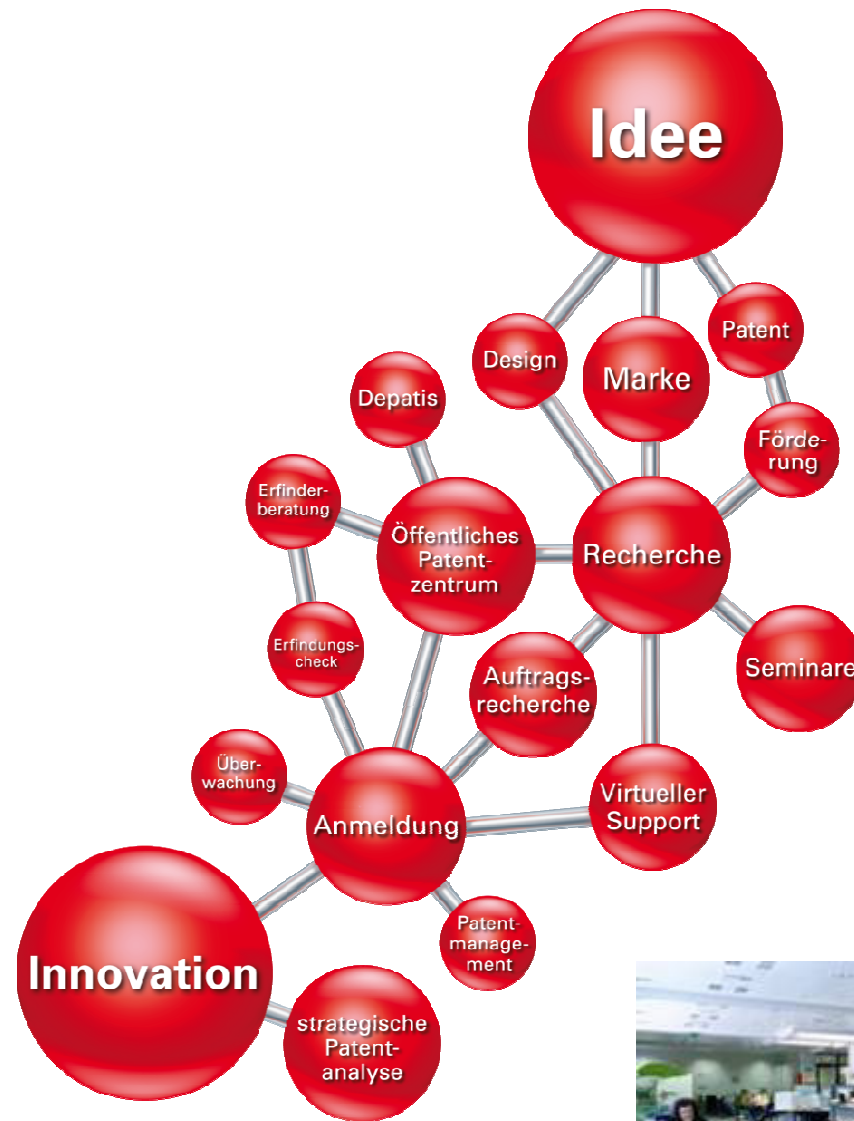 Idee
Patent
Design
Marke
Depatis
Förde-
rung
Erfinder-
beratung
Öffentliches
Patent-
zentrum
Recherche
Erfindungs-
check
Auftrags-
recherche
Seminare
Über-
wachung
Virtueller
Support
Anmeldung
Patent-
manage-
ment
Innovation
strategische
Patent-
analyse